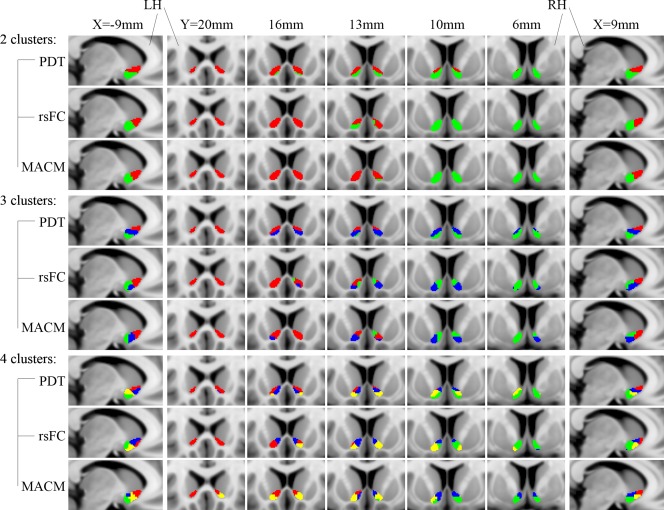 LH RH
X=-9mm Y=20mm 16mm 13mm 10mm 6mm X=9mm
2 clusters:
PDT
rsFC
MACM
3 clusters:
PDT
rsFC
MACM
4 clusters:
PDT
rsFC
MACM